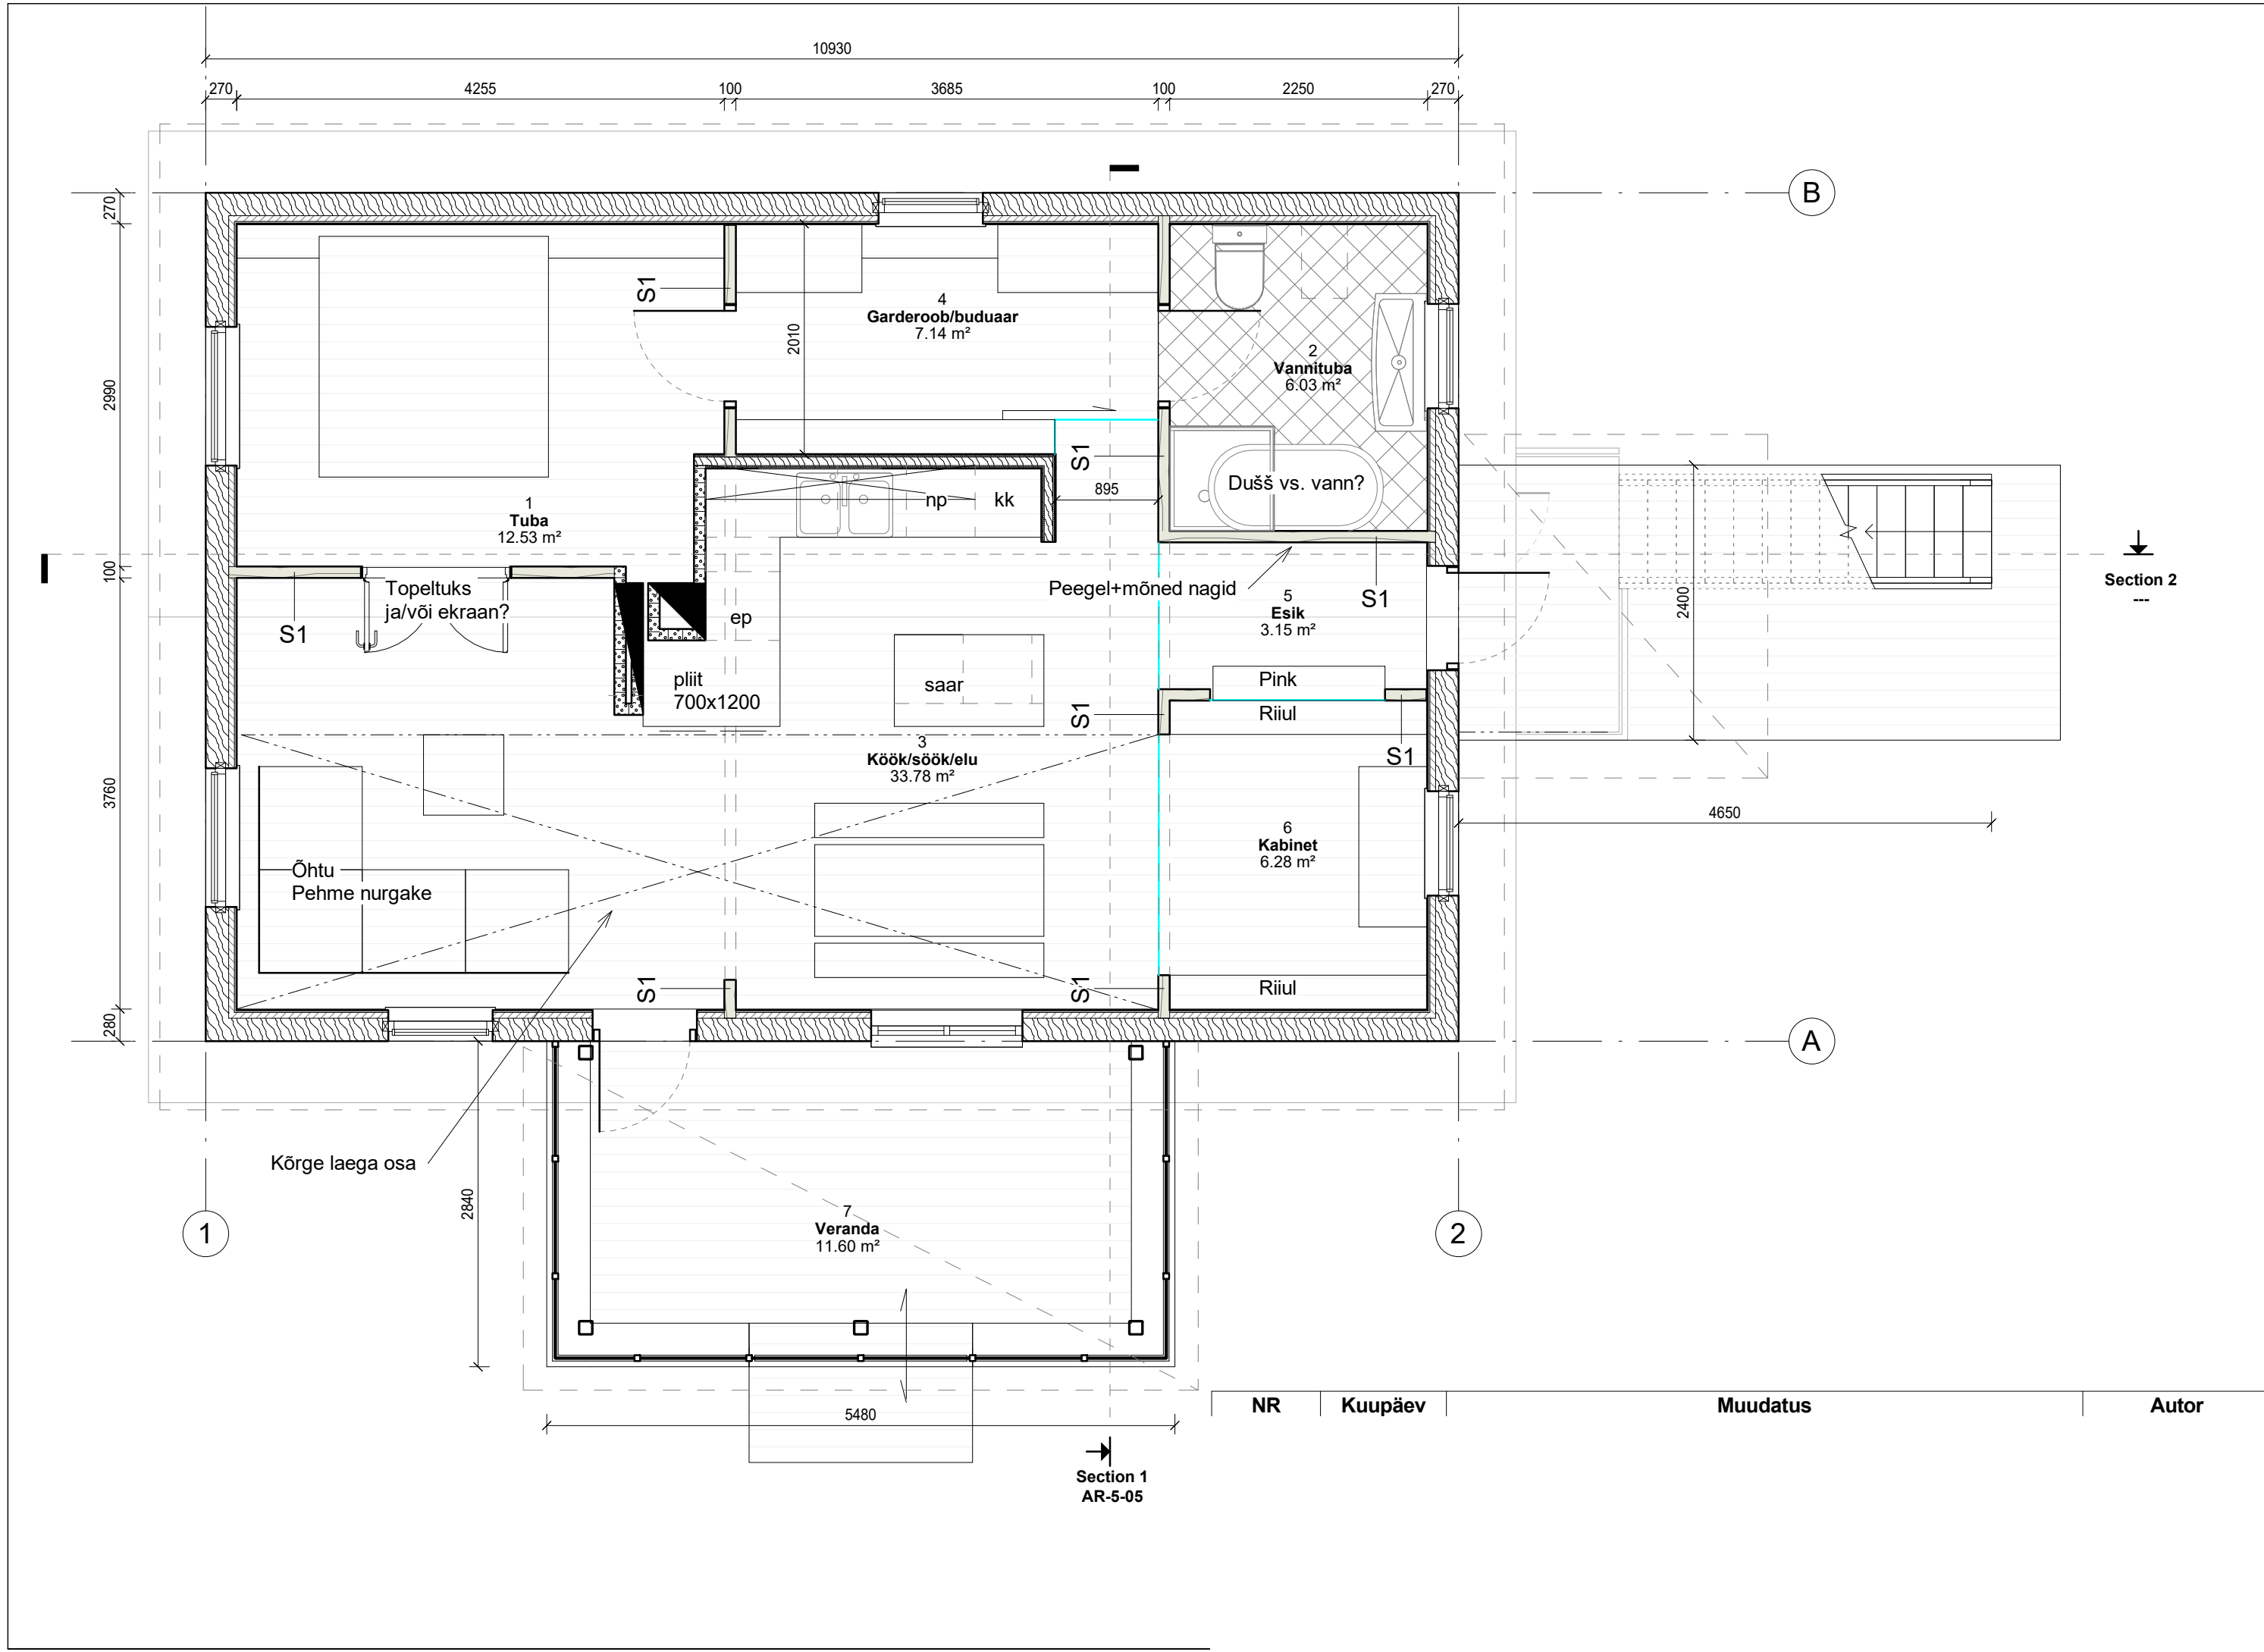 10930
270
4255
100
3685
100
2250
270
B
270
2990
100
3760
280
S1
2010
4
Garderoob/buduaar
7.14 m²
2
Vannituba
6.03 m²
S1
Dušš vs. vann?
895
np
kk
1
Tuba
12.53 m²
Topeltuks
ja/või ekraan?
S1
ep
pliit
700x1200
saar
Peegel+mõned nagid
5
Esik
3.15 m²
S1
Pink
Riiul
S1
S1
2400
Section 2
---
4650
3
Köök/söök/elu
33.78 m²
6
Kabinet
6.28 m²
Õhtu
Pehme nurgake
S1
S1
Riiul
A
Kõrge laega osa
2840
1
2
7
Veranda
11.60 m²
5480
Section 1
AR-5-05
NR
Kuupäev
Muudatus
Autor